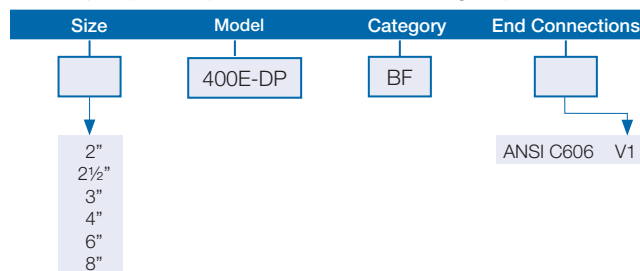 Size Model Category End Connections
400E-DP BF
2” ANSI C606 V1
2½”
3”
4”
6”
8”